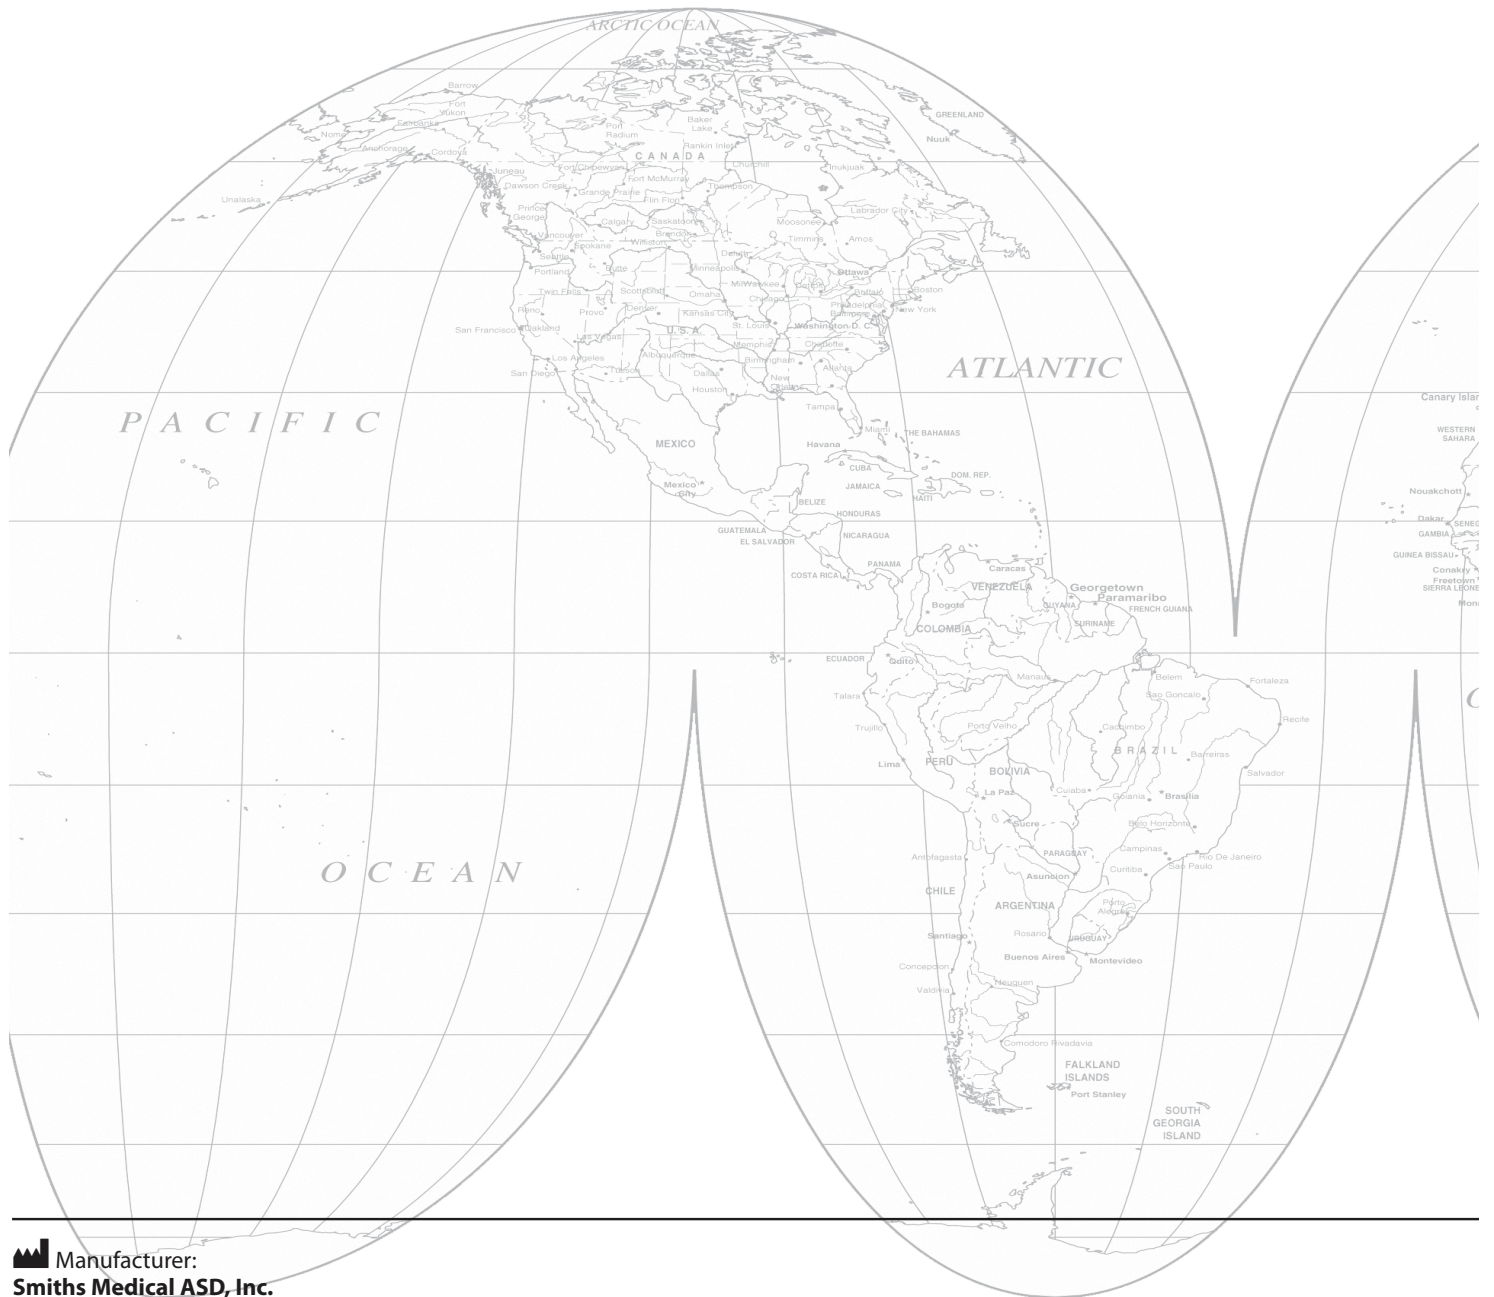 ARCTIC OCEAN
Barrow
Fort
Yukon
Fairbanks
Nome
Anchorage
Cordova
Unalaska
Juneau
Port
Radium
Baker
Lake
Rankin Inlet
CANADA
Churchill
Inukjuak
GREENLAND
Nuuk
Fort Chipewyan
Fort McMurray
Dawson Creek
Grande Prairie
Thompson
Flin Flon
Prince
George
Calgary
Saskatoon
Moosonee
Labrador City
Vancouver
Brandon
Williston
Timmins
Amos
Spokane
Seattle
Duluth
Portland
Butte
Minneapolis
Ottawa
Twin Falls
Scottsbluff
Omaha
Milwaukee
Detroit
Buffalo
Boston
Chicago
Reno
Provo
Denver
Kansas City
Philadelphia
Baltimore
New York
San Francisco
Oakland
U.S.A.
St. Louis
Washington D. C.
Las Vegas
Memphis
Charlotte
Los Angeles
Albuquerque
Birmingham
Atlanta
San Diego
Tucson
Dallas
New
Orleans
Houston
Tampa
Miami
ATLANTIC
PACIFIC
Canary Islan
WESTERN
SAHARA
THE BAHAMAS
MEXICO
Havana
CUBA
DOM. REP.
Mexico
City
JAMAICA
HAITI
BELIZE
HONDURAS
GUATEMALA
EL SALVADOR
NICARAGUA
PANAMA
COSTA RICA
Nouakchott
Dakar
SENEG
GAMBIA
GUINEA BISSAU
Conakry
Freetown
SIERRA LEONE
Mon
Caracas
VENEZUELA
Georgetown
Paramaribo
GUYANA
FRENCH GUIANA
Bogota
SURINAME
COLOMBIA
ECUADOR
Quito
Manaus
Belem
Fortaleza
Talara
Sao Goncalo
Trujillo
Porto Velho
Cachimbo
Recife
BRAZIL
Lima
PERU
BOLIVIA
Barreiras
Salvador
La Paz
Cuiaba
Goiania
Brasilia
Sucre
Belo Horizonte
Antofagasta
PARAGUAY
Campinas
Rio De Janeiro
Sao Paulo
Asuncion
Curitiba
OCEAN
CHILE
ARGENTINA
Porto
Alegre
Santiago
Rosario
URUGUAY
Buenos Aires
Montevideo
Concepcion
Neuquen
Valdivia
Comodoro Rivadavia
FALKLAND
ISLANDS
Port Stanley
SOUTH
GEORGIA
ISLAND
Manufacturer:
Smiths Medical ASD, Inc.